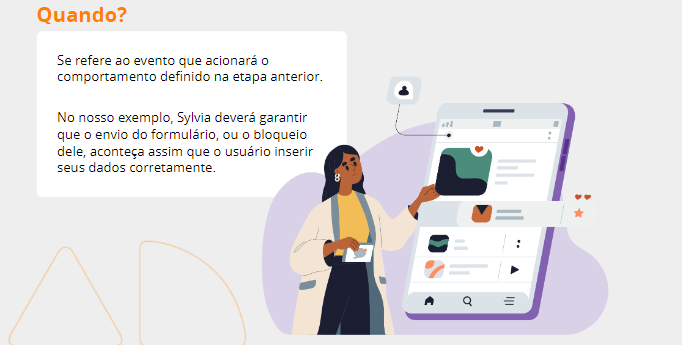 Quando?
Se refere ao evento que acionará o
comportamento definido na etapa anterior.
No nosso exemplo, Sylvia deverá garantir
que o envio do formulário, ou o bloqueio
dele, aconteça assim que o usuário inserir
seus dados corretamente.